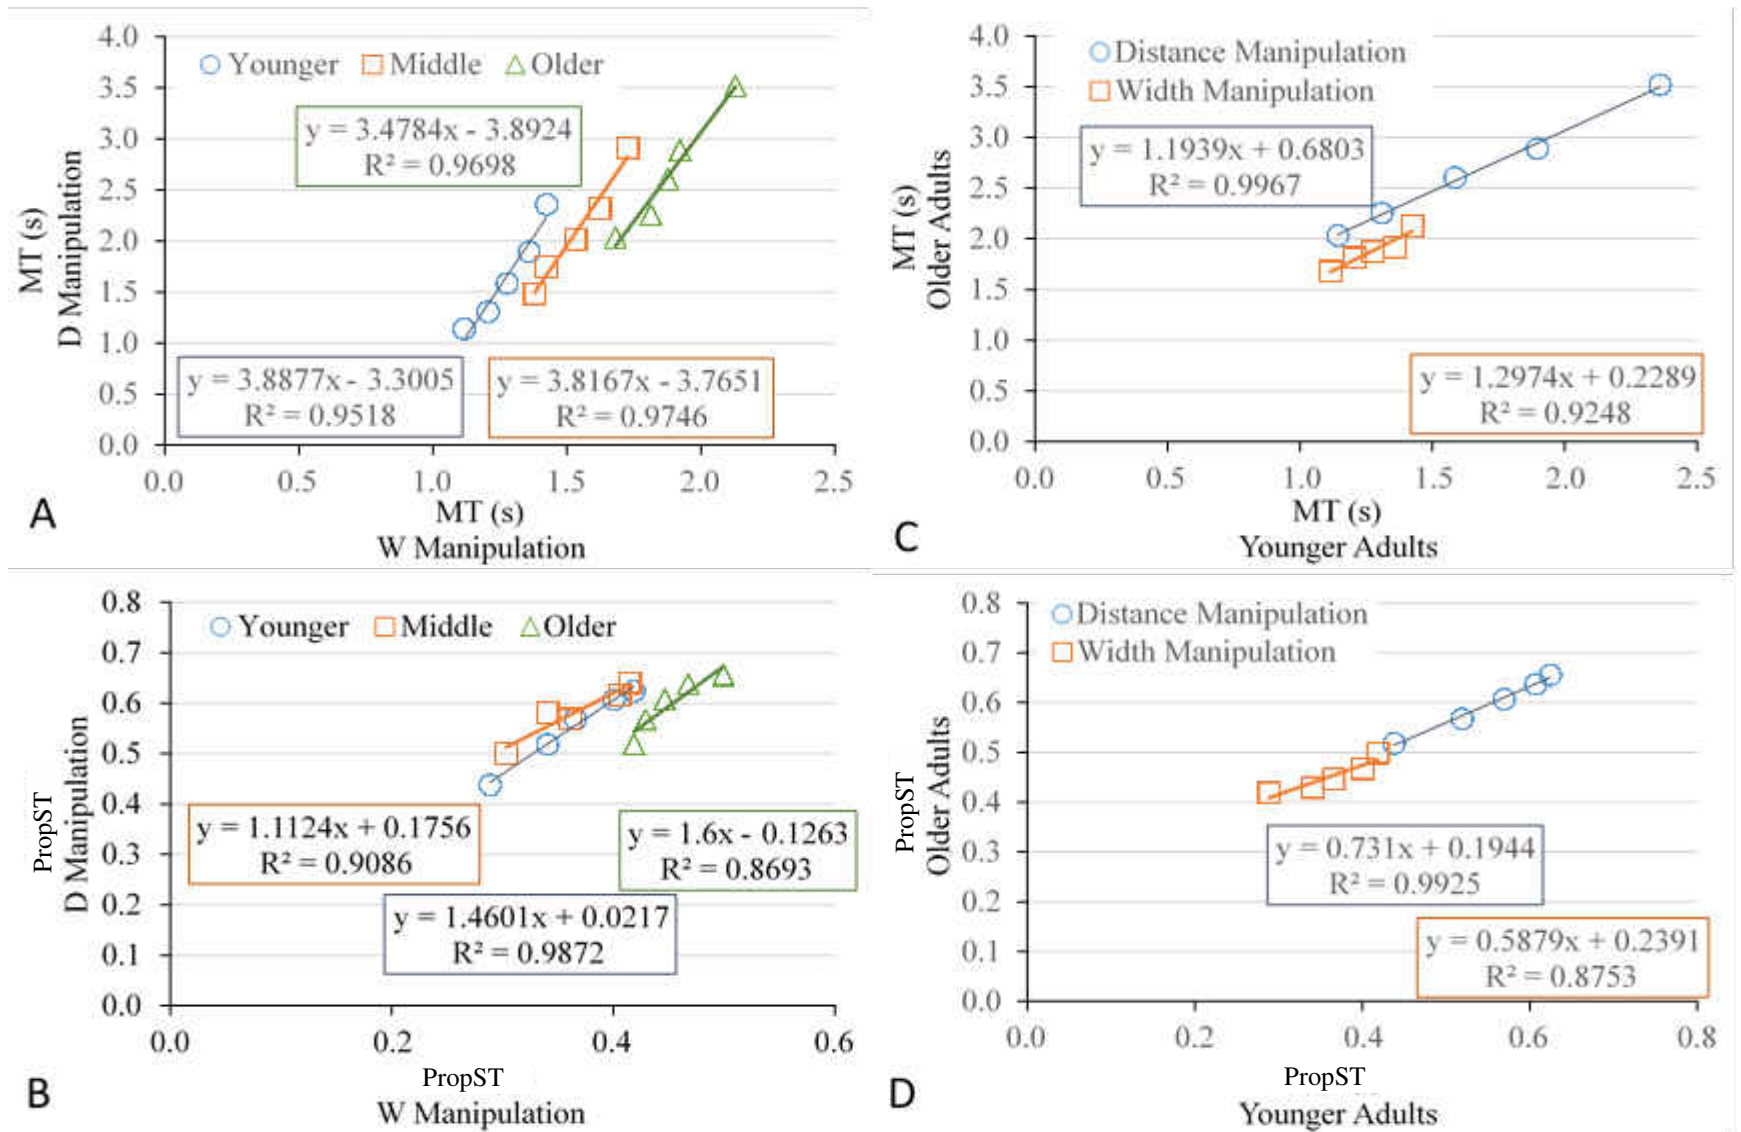 4.0
3.5
3.0
2.5
2.0
1.5
1.0
0.5
0.0
Younger Middle Older
y = 3.4784x - 3.8924
R² = 0.9698
y = 3.8877x - 3.3005
R² = 0.9518
y = 3.8167x - 3.7651
R² = 0.9746
MT (s)
D Manipulation
0.0 0.5 1.0 1.5 2.0 2.5
MT (s)
W Manipulation
A
4.0
3.5
3.0
2.5
2.0
1.5
1.0
0.5
0.0
Distance Manipulation
Width Manipulation
y = 1.1939x + 0.6803
R² = 0.9967
y = 1.2974x + 0.2289
R² = 0.9248
MT (s)
Older Adults
0.0 0.5 1.0 1.5 2.0 2.5
MT (s)
Younger Adults
C
0.8
0.7
0.6
0.5
0.4
0.3
0.2
0.1
0.0
Younger Middle Older
y = 1.1124x + 0.1756
R² = 0.9086
y = 1.6x - 0.1263
R² = 0.8693
y = 1.4601x + 0.0217
R² = 0.9872
PropST
D Manipulation
0.0 0.2 0.4 0.6
PropST
W Manipulation
B
0.8
0.7
0.6
0.5
0.4
0.3
0.2
0.1
0.0
Distance Manipulation
Width Manipulation
y = 0.731x + 0.1944
R² = 0.9925
y = 0.5879x + 0.2391
R² = 0.8753
PropST
Older Adults
0.0 0.2 0.4 0.6 0.8
PropST
Younger Adults
D